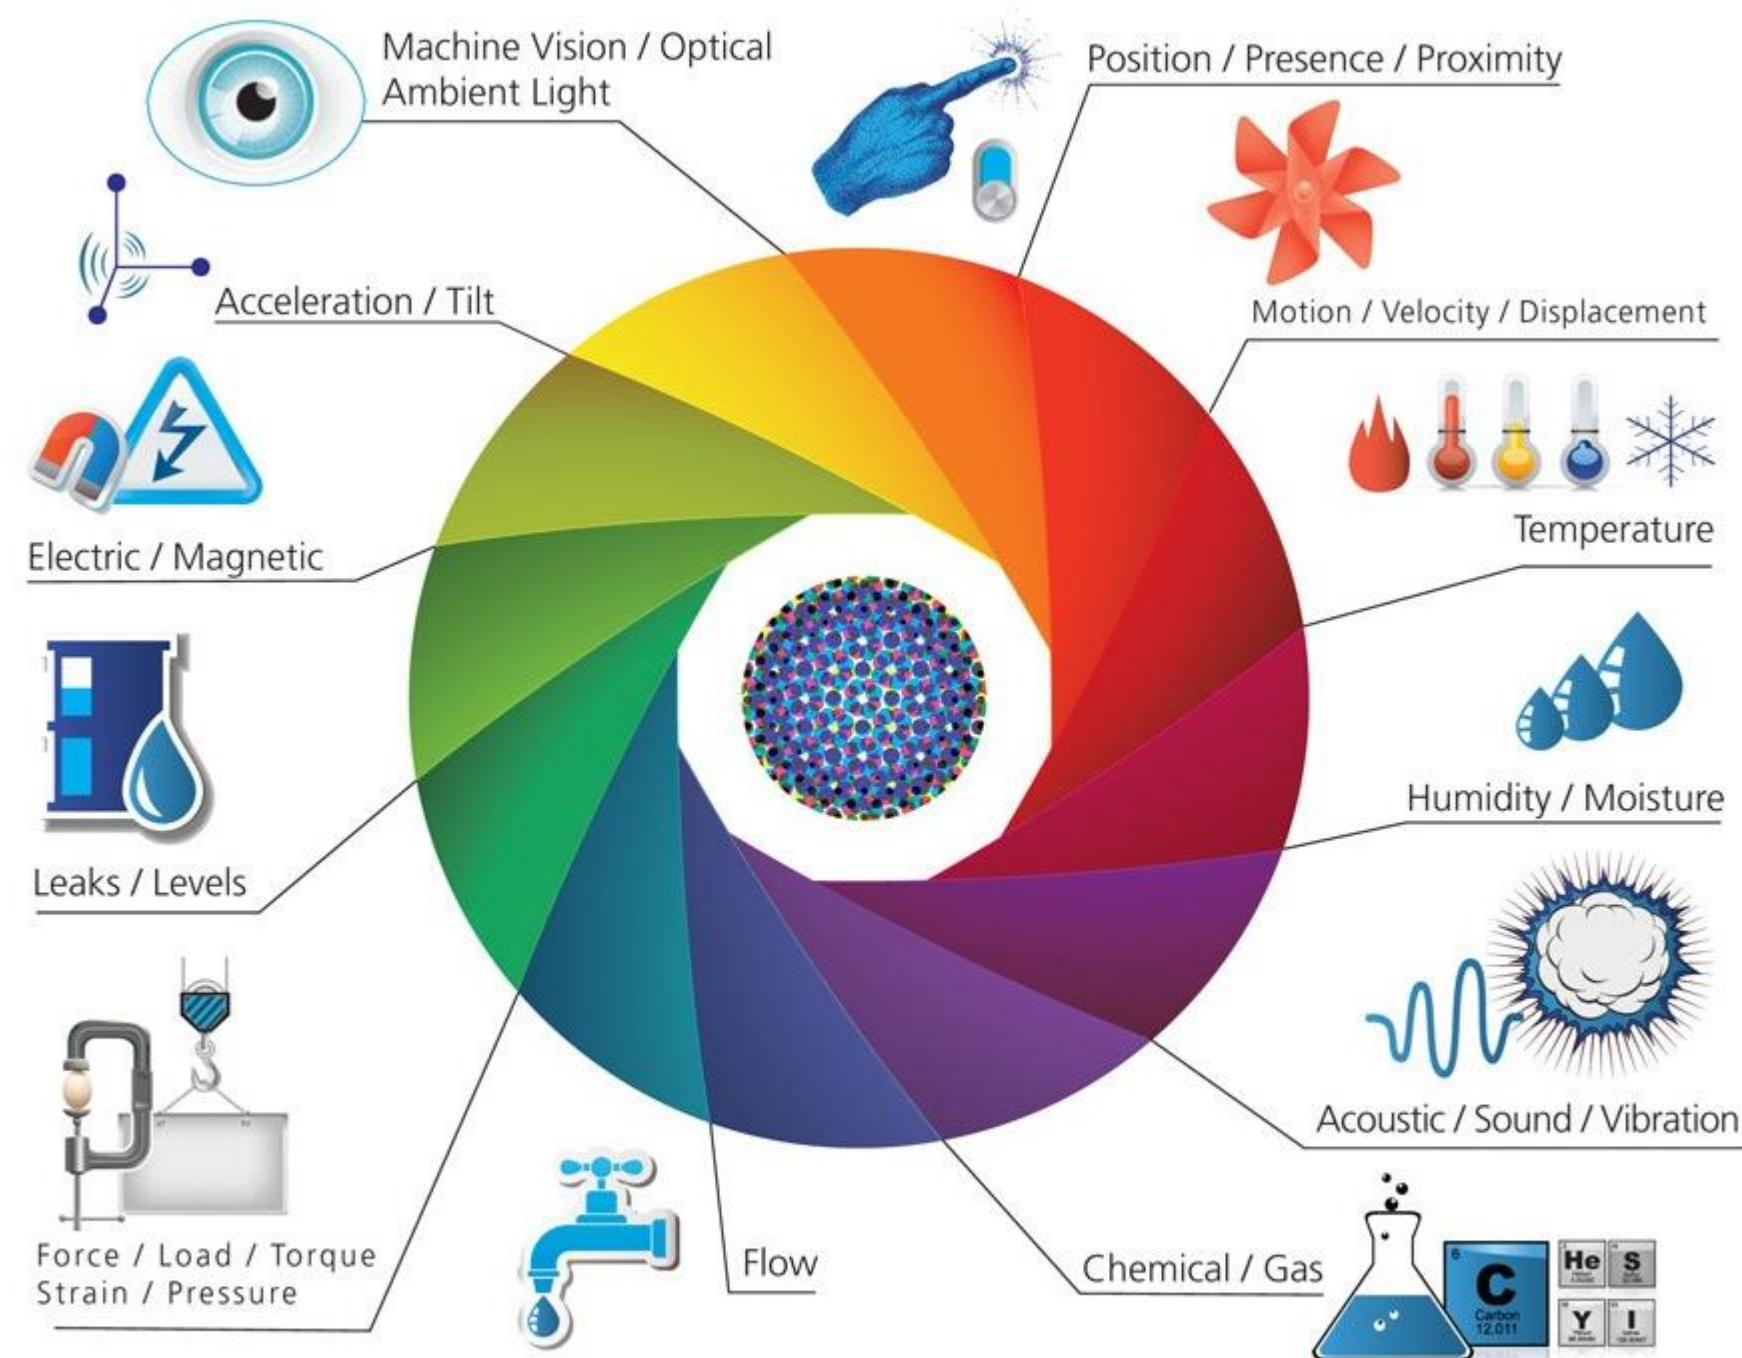 Machine Vision / Optical
Ambient Light
Position / Presence / Proximity
Acceleration / Tilt
Motion / Velocity / Displacement
Electric / Magnetic
Temperature
Leaks / Levels
Humidity / Moisture
Acoustic / Sound / Vibration
Force / Load / Torque
Strain / Pressure
Flow
Chemical / Gas
6
C
Carbon
12.011
He
S
Y
I